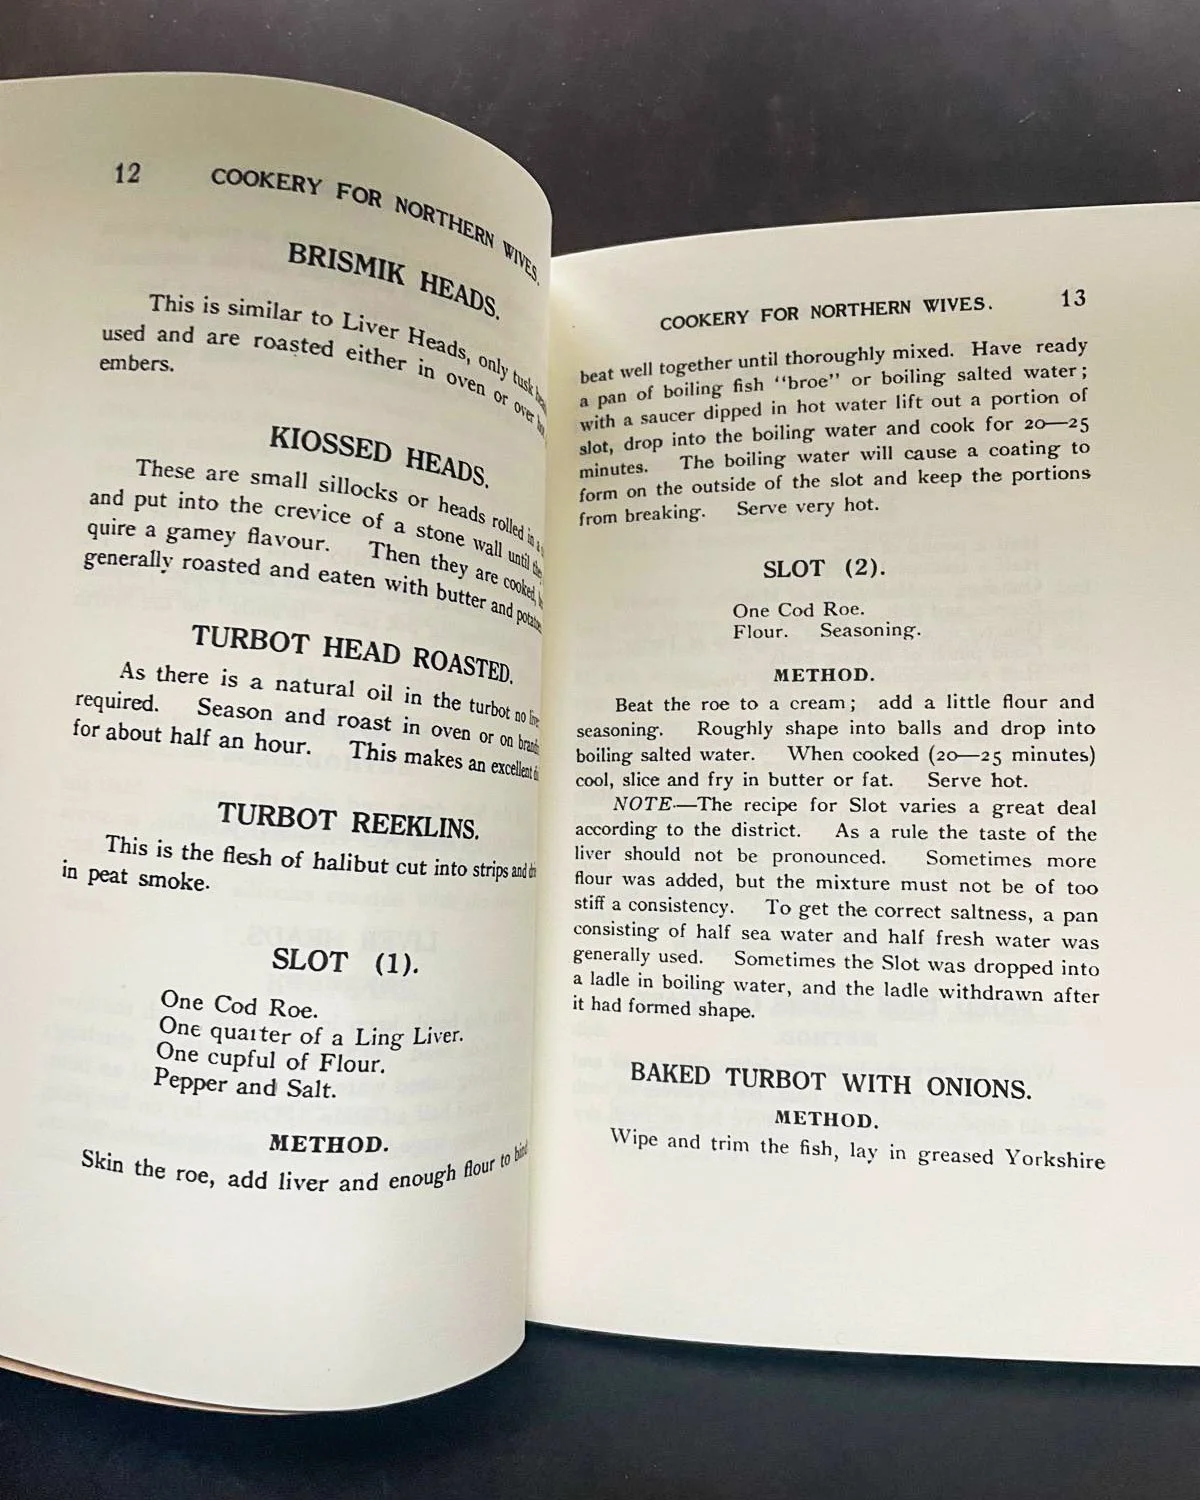 12 COOKERY FOR NORTHERN WIVES.
BRISMIK HEADS.
This is similar to Liver Heads, only tusk
used and are roasted either in oven or over
embers.
KIOSSED HEADS.
These are small sillocks or heads rolled in a
and put into the crevice of a stone wall until
quire a gamey flavour. Then they are cooked,
generally roasted and eaten with butter and
TURBOT HEAD ROASTED.
As there is a natural oil in the turbot no
required. Season and roast in oven or on
for about half an hour. This makes an excellent
TURBOT REEKLINS.
This is the flesh of halibut cut into strips and
in peat smoke.
SLOT (1).
One Cod Roe.
One quarter of a Ling Liver.
One cupful of Flour.
Pepper and Salt.
METHOD.
Skin the roe, add liver and enough flour to bind
COOKERY FOR NORTHERN WIVES. 13
beat well together until thoroughly mixed. Have ready
a pan of boiling fish "broe" or boiling salted water;
with a saucer dipped in hot water lift out a portion of
slot, drop into the boiling water and cook for 20—25
minutes. The boiling water will cause a coating to
form on the outside of the slot and keep the portions
from breaking. Serve very hot.
SLOT (2).
One Cod Roe.
Flour. Seasoning.
METHOD.
Beat the roe to a cream; add a little flour and
seasoning. Roughly shape into balls and drop into
boiling salted water. When cooked (20—25 minutes)
cool, slice and fry in butter or fat. Serve hot.
NOTE—The recipe for Slot varies a great deal
according to the district. As a rule the taste of the
liver should not be pronounced. Sometimes more
flour was added, but the mixture must not be of too
stiff a consistency. To get the correct saltness, a pan
consisting of half sea water and half fresh water was
generally used. Sometimes the Slot was dropped into
a ladle in boiling water, and the ladle withdrawn after
it had formed shape.
BAKED TURBOT WITH ONIONS.
METHOD.
Wipe and trim the fish, lay in greased Yorkshire